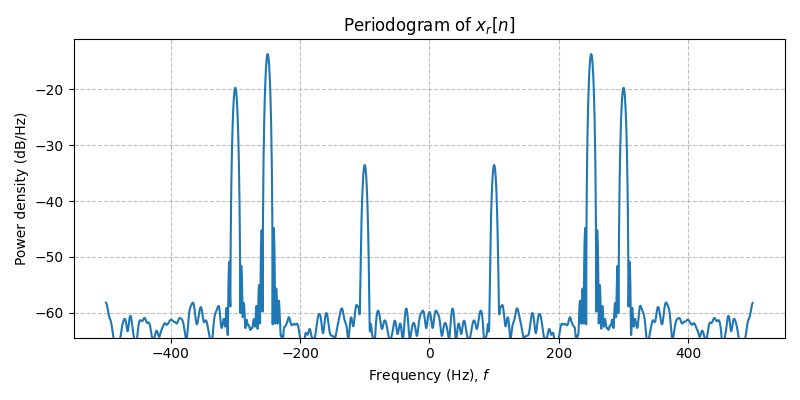 Periodogram of $x_r[n]$
Power density (dB/Hz)
−20
−30
−40
−50
−60
−400 −200 0 200 400
Frequency (Hz), $f$